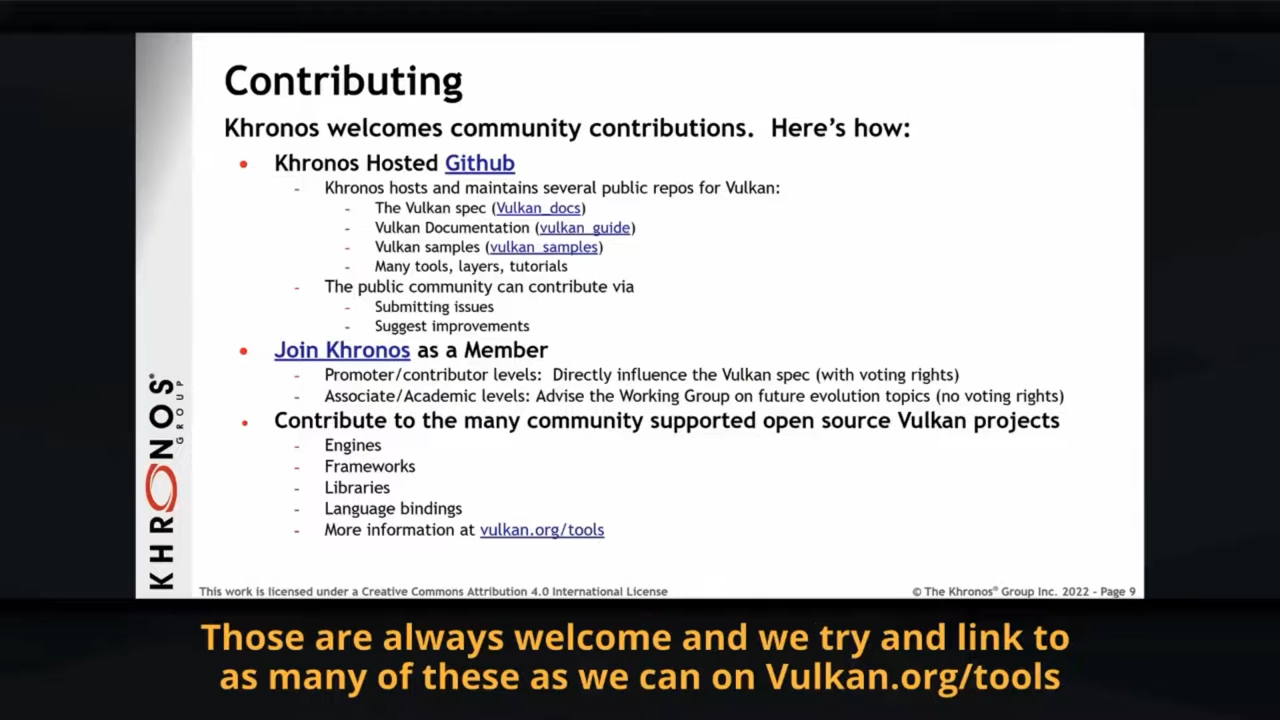 Contributing
Khronos welcomes community contributions.  Here's how:
• Khronos Hosted Github
- Khronos hosts and maintains several public repos for Vulkan:
- The Vulkan spec (Vulkan_docs)
- Vulkan Documentation (vulkan_guide)
- Vulkan samples (vulkan_samples)
- Many tools, layers, tutorials
- The public community can contribute via
- Submitting issues
- Suggest improvements
• Join Khronos as a Member
- Promoter/contributor levels:  Directly influence the Vulkan spec (with voting rights)
- Associate/Academic levels: Advise the Working Group on future evolution topics (no voting rights)
• Contribute to the many community supported open source Vulkan projects
- Engines
- Frameworks
- Libraries
- Language bindings
- More information at vulkan.org/tools
KHRONOS®
GROUP
This work is licensed under a Creative Commons Attribution 4.0 International License
© The Khronos® Group Inc. 2022 - Page 9
Those are always welcome and we try and link to
as many of these as we can on Vulkan.org/tools